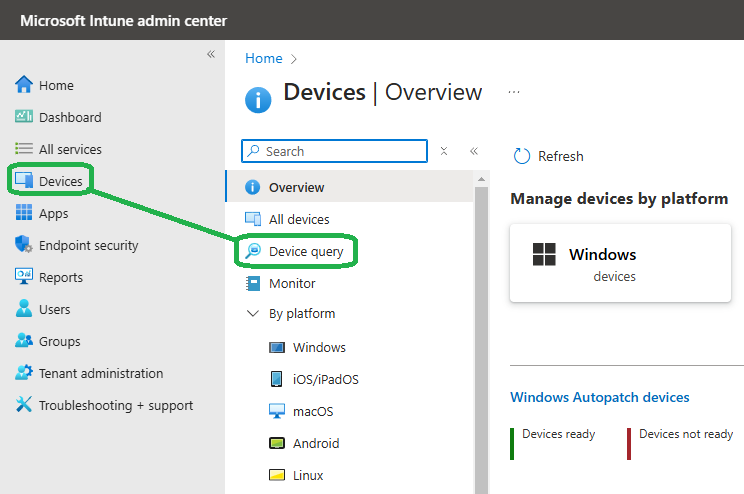 Microsoft Intune admin center
Home
Dashboard
All services
Devices
Apps
Endpoint security
Reports
Users
Groups
Tenant administration
Troubleshooting + support
Home
Devices | Overview
Search
Overview
All devices
Device query
Monitor
By platform
Windows
iOS/iPadOS
macOS
Android
Linux
Refresh
Manage devices by platform
Windows
devices
Windows Autopatch devices
Devices ready
Devices not ready